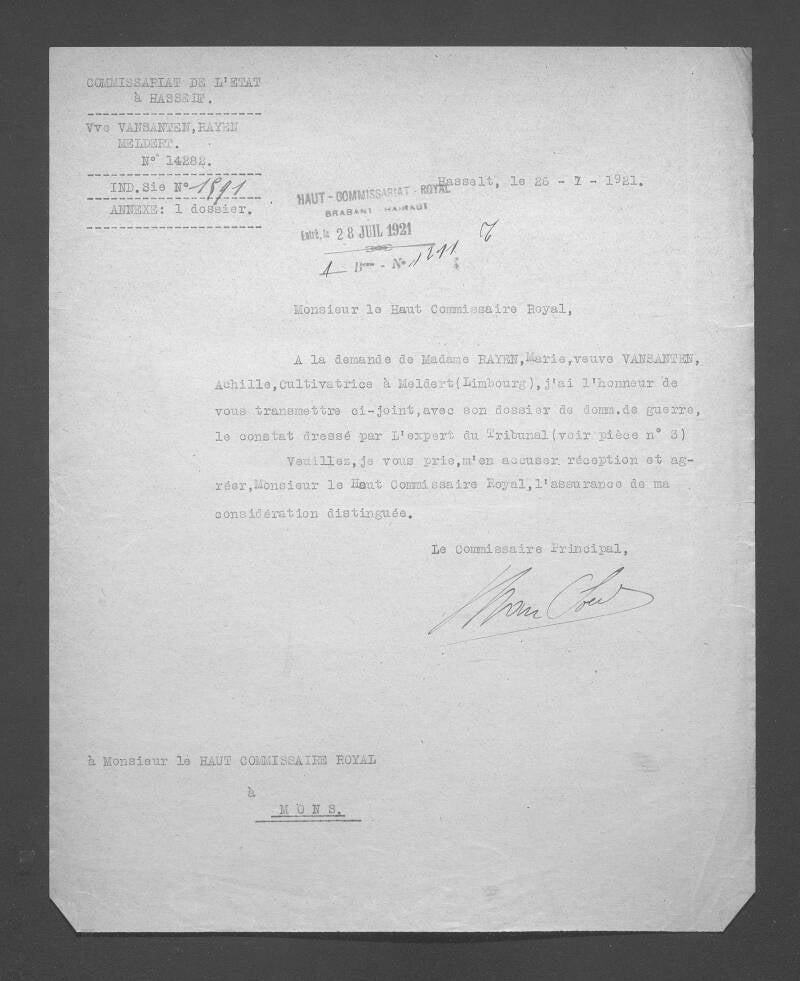 COMMISSARIAT DE L'ETAT
à HASSELT.
Vve VANSANTEN,RAYEN
MELDERT.
N° 14282.
IND.Sie N° 1891
ANNEXE: 1 dossier.
Hasselt, le 26 - 7 - 1921.
HAUT-COMMISSARIAT-ROYAL
BRABANT HAINAUT
Entré, le 28 JUIL 1921
N°
Monsieur le Haut Commissaire Royal,
A la demande de Madame RAYEN,Marie,veuve VANSANTEN,
Achille,Cultivatrice à Meldert(Limbourg),j'ai l'honneur de
vous transmettre ci-joint,avec son dossier de domm.de guerre,
le constat dressé par L'expert du Tribunal(voir pièce n° 3)
Veuillez,je vous prie,m'en accuser réception et ag-
réer,Monsieur le Haut Commissaire Royal,l'assurance de ma
considération distinguée.
Le Commissaire Principal,
à Monsieur le HAUT COMMISSAIRE ROYAL
à
MONS.